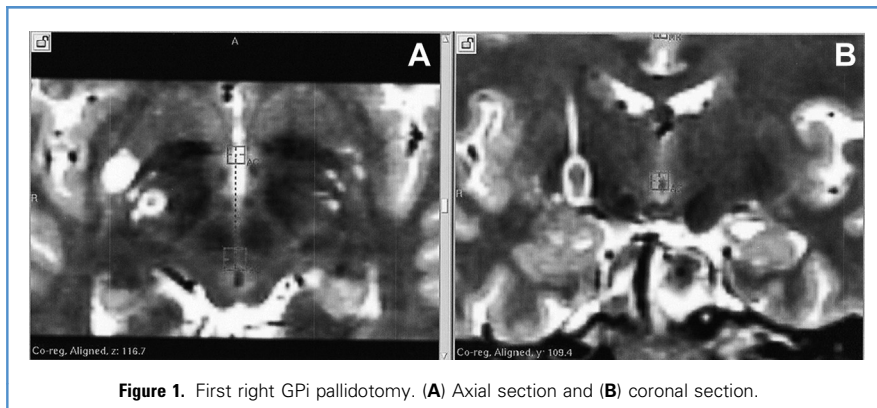 A
A
B
AC
R
R
Co-reg, Aligned, z: 116.7
Co-reg, Aligned, y: 109.4
Figure 1. First right GPi pallidotomy. (A) Axial section and (B) coronal section.